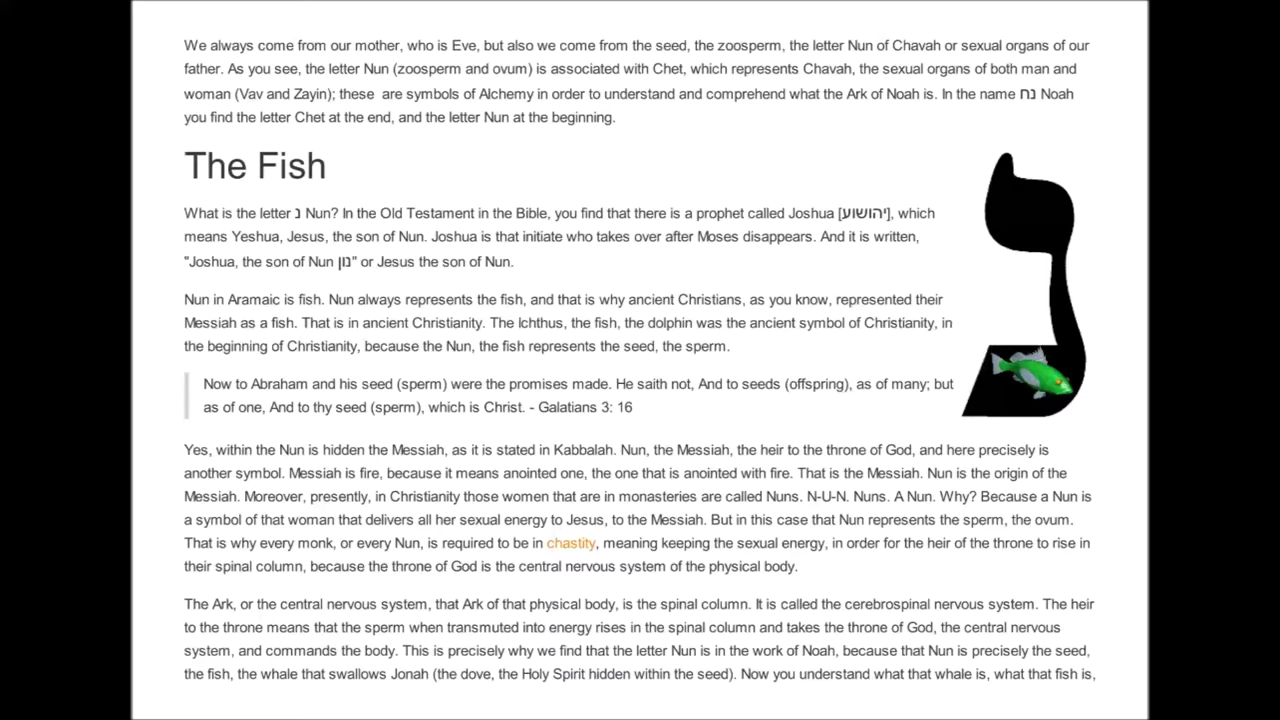 We always come from our mother, who is Eve, but also we come from the seed, the zoosperm, the letter Nun of Chavah or sexual organs of our
father. As you see, the letter Nun (zoosperm and ovum) is associated with Chet, which represents Chavah, the sexual organs of both man and
woman (Vav and Zayin); these are symbols of Alchemy in order to understand and comprehend what the Ark of Noah is. In the name נח Noah
you find the letter Chet at the end, and the letter Nun at the beginning.
The Fish
What is the letter נ Nun? In the Old Testament in the Bible, you find that there is a prophet called Joshua [יהושוע], which
means Yeshua, Jesus, the son of Nun. Joshua is that initiate who takes over after Moses disappears. And it is written,
"Joshua, the son of Nun נון" or Jesus the son of Nun.
Nun in Aramaic is fish. Nun always represents the fish, and that is why ancient Christians, as you know, represented their
Messiah as a fish. That is in ancient Christianity. The Ichthus, the fish, the dolphin was the ancient symbol of Christianity, in
the beginning of Christianity, because the Nun, the fish represents the seed, the sperm.
Now to Abraham and his seed (sperm) were the promises made. He saith not, And to seeds (offspring), as of many; but
as of one, And to thy seed (sperm), which is Christ. - Galatians 3: 16
נ
Yes, within the Nun is hidden the Messiah, as it is stated in Kabbalah. Nun, the Messiah, the heir to the throne of God, and here precisely is
another symbol. Messiah is fire, because it means anointed one, the one that is anointed with fire. That is the Messiah. Nun is the origin of the
Messiah. Moreover, presently, in Christianity those women that are in monasteries are called Nuns. N-U-N. Nuns. A Nun. Why? Because a Nun is
a symbol of that woman that delivers all her sexual energy to Jesus, to the Messiah. But in this case that Nun represents the sperm, the ovum.
That is why every monk, or every Nun, is required to be in chastity, meaning keeping the sexual energy, in order for the heir of the throne to rise in
their spinal column, because the throne of God is the central nervous system of the physical body.
The Ark, or the central nervous system, that Ark of that physical body, is the spinal column. It is called the cerebrospinal nervous system. The heir
to the throne means that the sperm when transmuted into energy rises in the spinal column and takes the throne of God, the central nervous
system, and commands the body. This is precisely why we find that the letter Nun is in the work of Noah, because that Nun is precisely the seed,
the fish, the whale that swallows Jonah (the dove, the Holy Spirit hidden within the seed). Now you understand what that whale is, what that fish is,